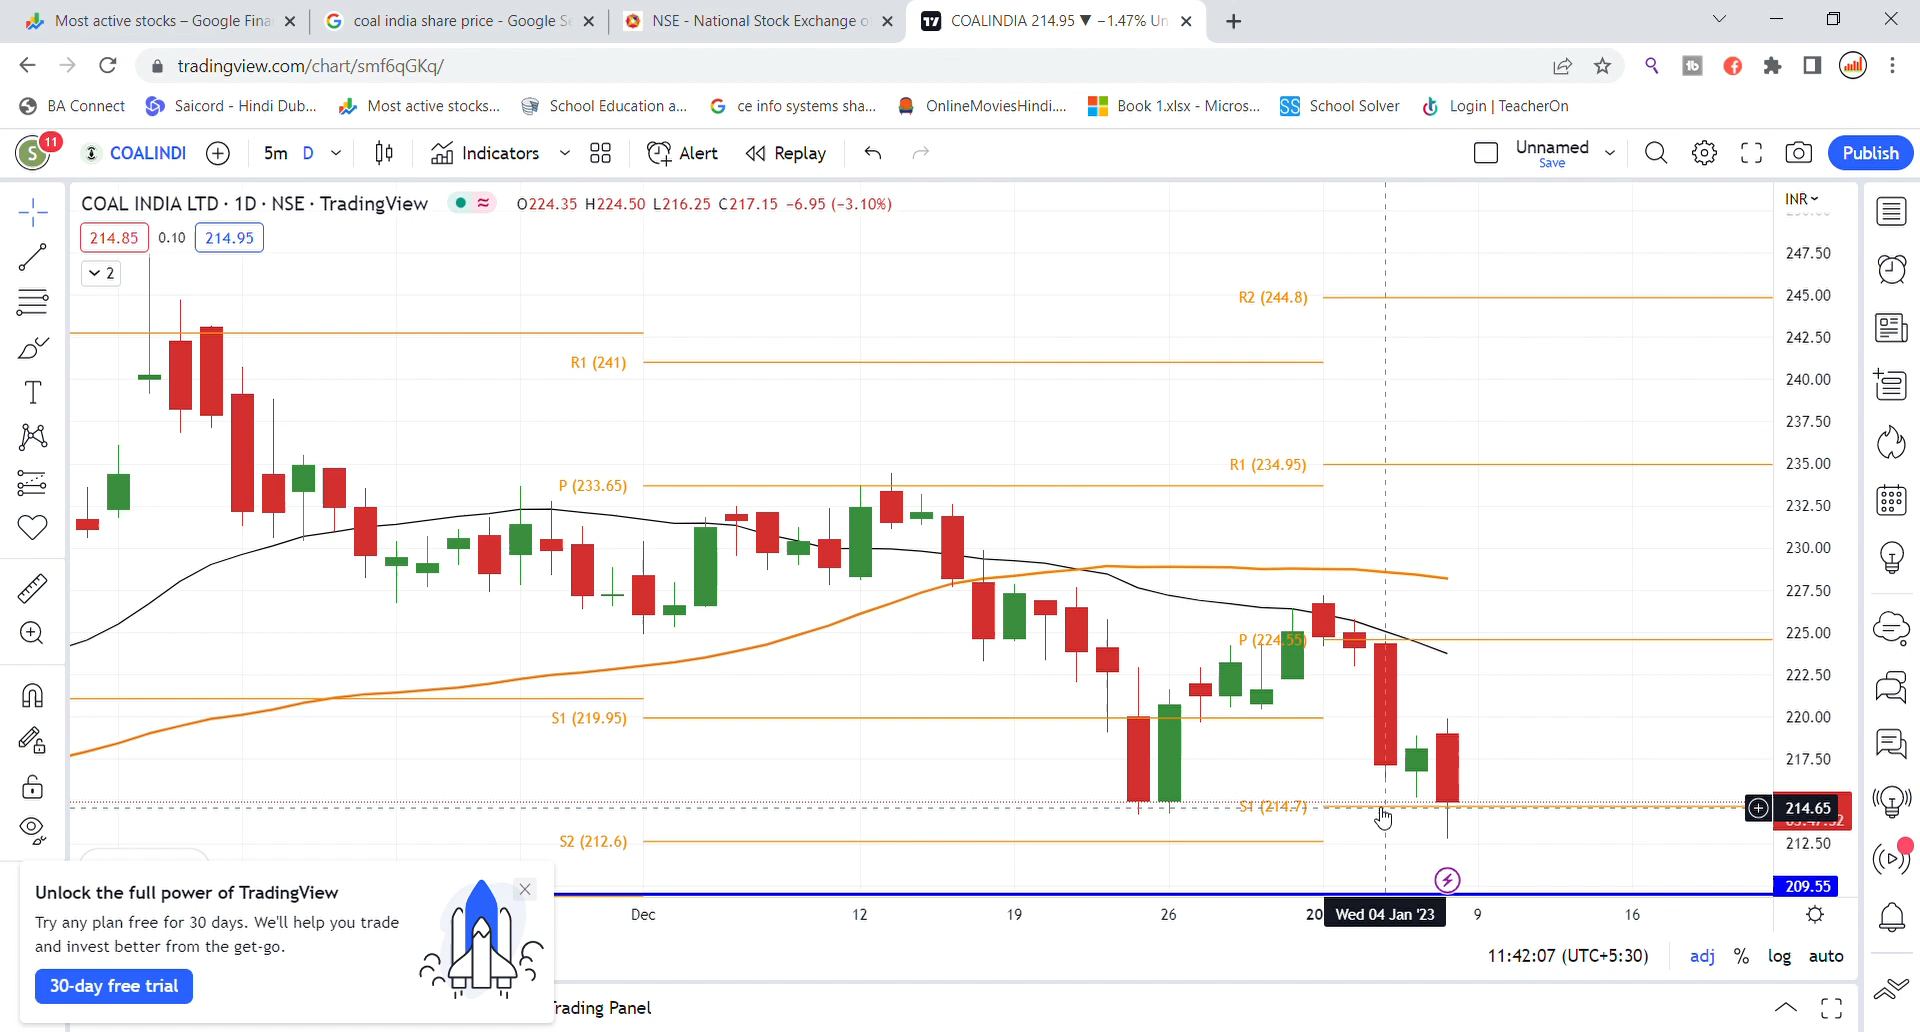 Most active stocks – Google Fina
coal india share price - Google Se
NSE - National Stock Exchange o
COALINDIA 214.95 ▼ −1.47% Un
tradingview.com/chart/smf6qGKq/
BA Connect
Saicord - Hindi Dub...
Most active stocks...
School Education a...
ce info systems sha...
OnlineMoviesHindi....
Book 1.xlsx - Micros...
School Solver
Login | TeacherOn
S 11
COALINDI
5m D
Indicators
Alert
Replay
Unnamed
Save
Publish
COAL INDIA LTD · 1D · NSE · TradingView
O224.35 H224.50 L216.25 C217.15 −6.95 (−3.10%)
INR
214.85 0.10 214.95
2
247.50
R2 (244.8)
245.00
242.50
R1 (241)
240.00
237.50
R1 (234.95)
235.00
P (233.65)
232.50
230.00
227.50
P (224.55)
225.00
222.50
S1 (219.95)
220.00
217.50
S1 (214.7)
214.65
S2 (212.6)
212.50
209.55
Dec
12
19
26
20
Wed 04 Jan '23
9
16
Unlock the full power of TradingView
Try any plan free for 30 days. We'll help you trade
and invest better from the get-go.
30-day free trial
11:42:07 (UTC+5:30)
adj % log auto
Trading Panel